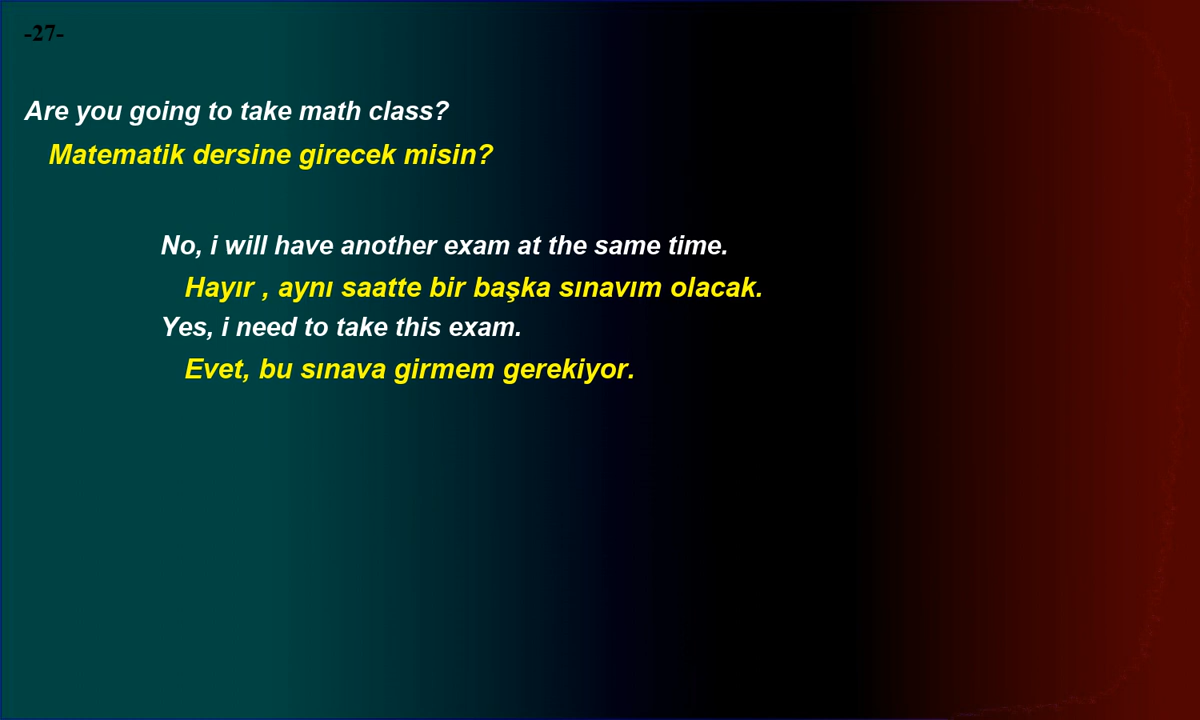 -27-
Are you going to take math class?
Matematik dersine girecek misin?
No, i will have another exam at the same time.
Hayır , aynı saatte bir başka sınavım olacak.
Yes, i need to take this exam.
Evet, bu sınava girmem gerekiyor.